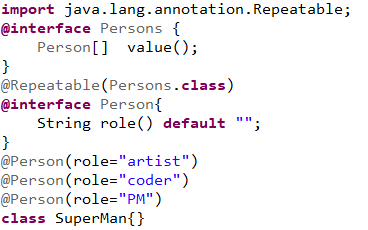 import java.lang.annotation.Repeatable;
@interface Persons {
    Person[]  value();
}
@Repeatable(Persons.class)
@interface Person{
    String role() default "";
}
@Person(role="artist")
@Person(role="coder")
@Person(role="PM")
class SuperMan{}